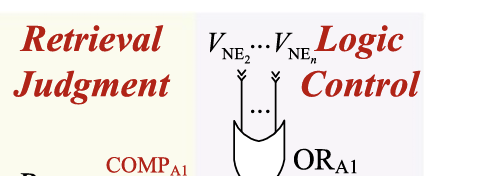 Retrieval
Judgment
V_NE2 ... V_NEn
Logic
Control
...
COMP_A1
OR_A1